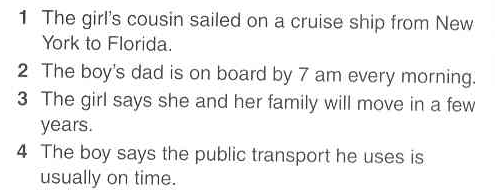 1 The girl's cousin sailed on a cruise ship from New
York to Florida.
2 The boy's dad is on board by 7 am every morning.
3 The girl says she and her family will move in a few
years.
4 The boy says the public transport he uses is
usually on time.